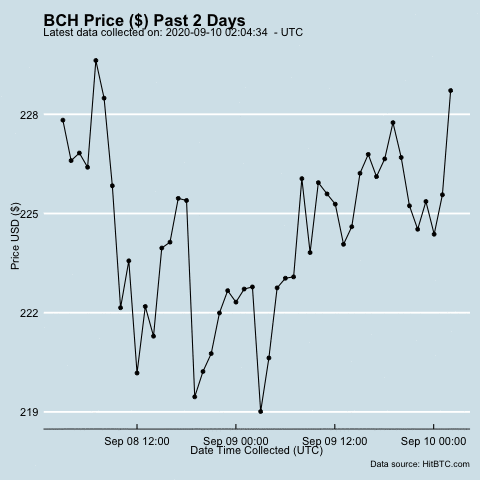 BCH Price ($) Past 2 Days
Latest data collected on: 2020-09-10 02:04:34 - UTC
228
225
222
219
Price USD ($)
Sep 08 12:00 Sep 09 00:00 Sep 09 12:00 Sep 10 00:00
Date Time Collected (UTC)
Data source: HitBTC.com